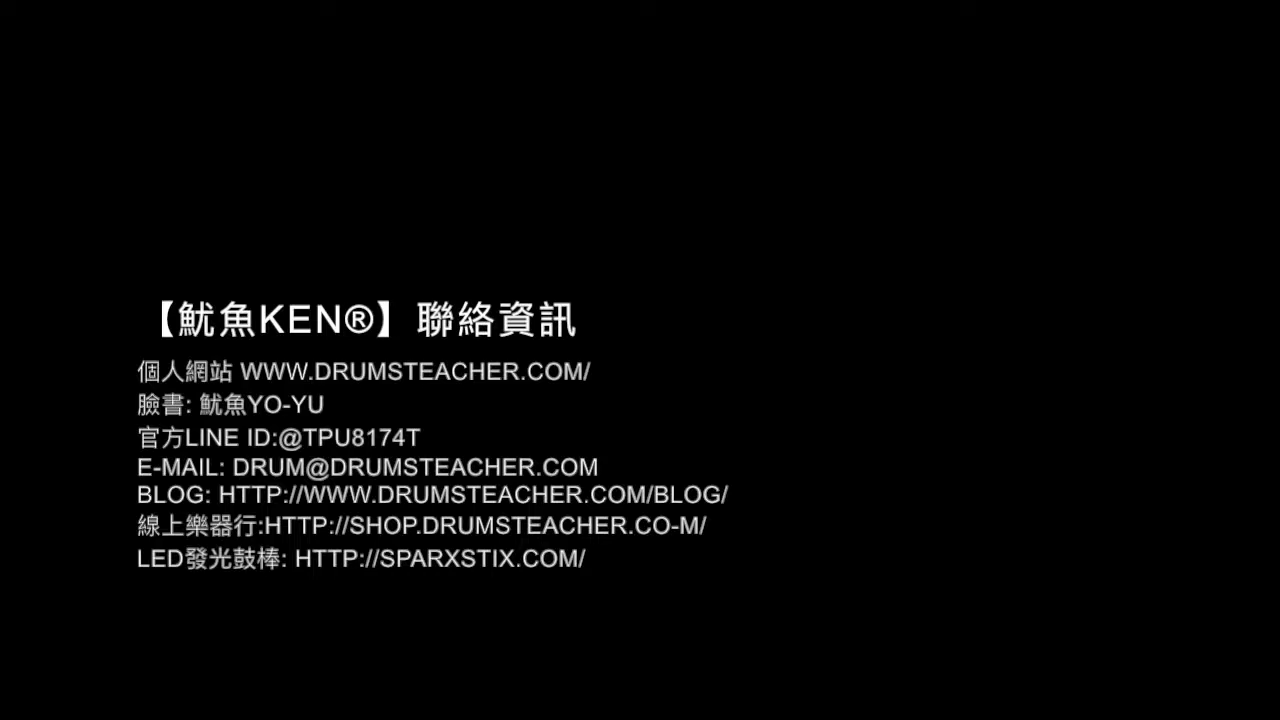 【魷魚KEN®】聯絡資訊
個人網站 WWW.DRUMSTEACHER.COM/
臉書: 魷魚YO-YU
官方LINE ID:@TPU8174T
E-MAIL: DRUM@DRUMSTEACHER.COM
BLOG: HTTP://WWW.DRUMSTEACHER.COM/BLOG/
線上樂器行:HTTP://SHOP.DRUMSTEACHER.CO-M/
LED發光鼓棒: HTTP://SPARXSTIX.COM/